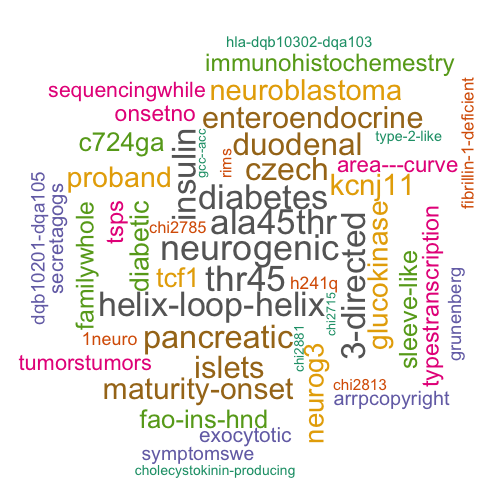 hla-dqb10302-dqa103
immunohistochemestry
sequencingwhile
neuroblastoma
fibrillin-1-deficient
onsetno
enteroendocrine
c724ga
insulin
gcc--acc
rims
duodenal
type-2-like
proband
czech
area---curve
diabetes
kcnj11
dqb10201-dqa105
secretagogs
familywhole
tsps
diabetic
chi2785
ala45thr
neurogenic
3-directed
glucokinase
sleeve-like
typestranscription
grunenberg
tcf1
thr45
h241q
helix-loop-helix
chi2715
1neuro
pancreatic
chi2881
tumorstumors
islets
neurog3
chi2813
maturity-onset
arrpcopyright
fao-ins-hnd
exocytotic
symptomswe
cholecystokinin-producing